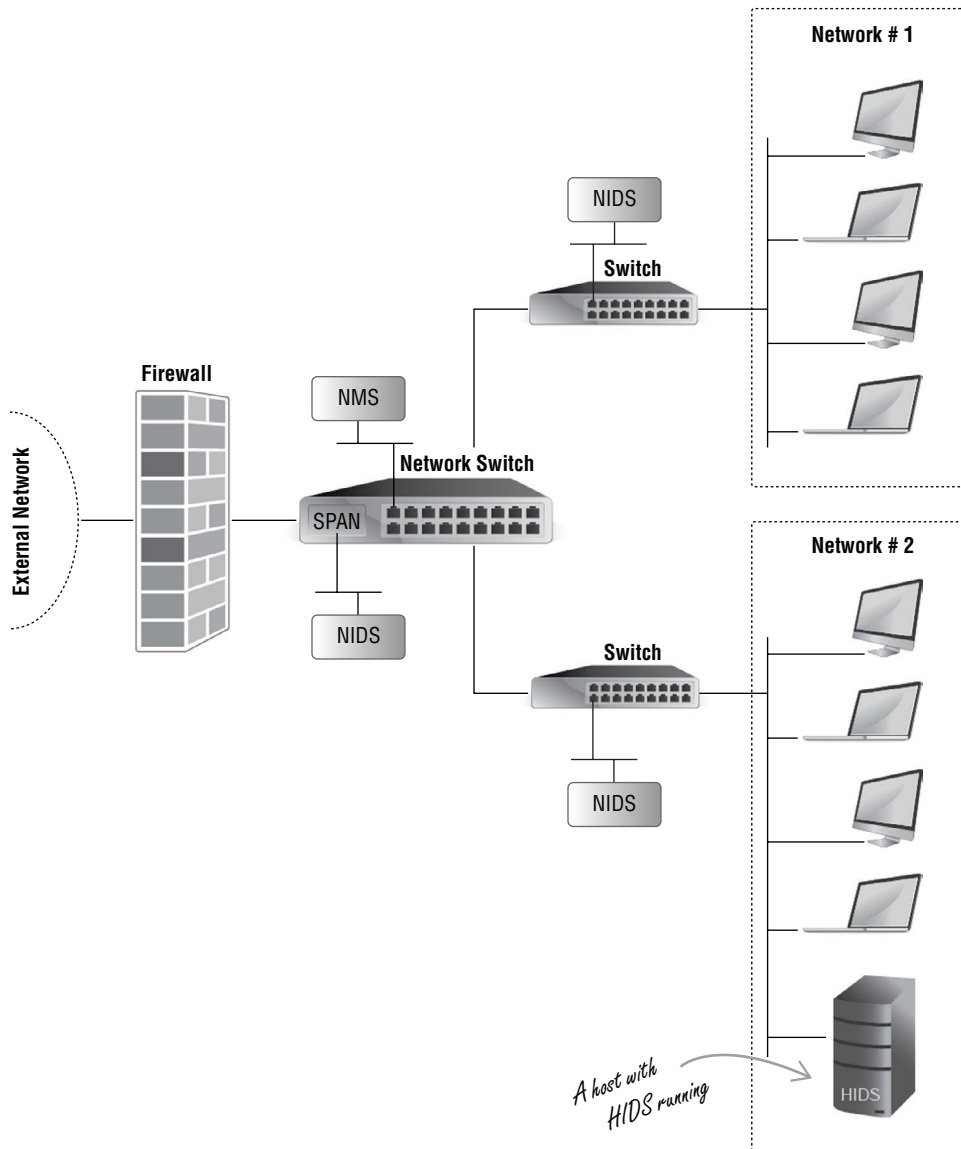 Network # 1
NIDS
Switch
Firewall
NMS
Network Switch
External Network
SPAN
NIDS
Network # 2
Switch
NIDS
A host with
HIDS running
HIDS